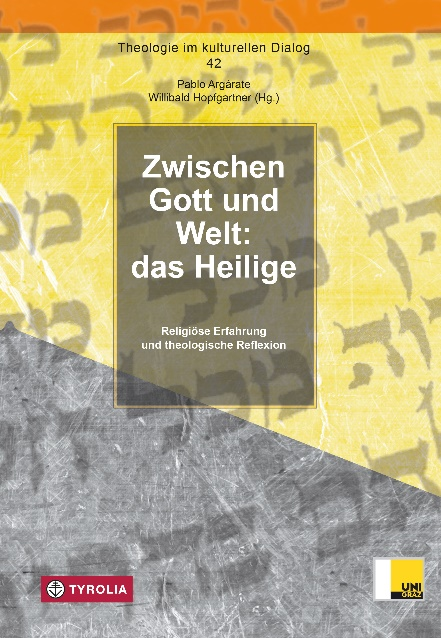 Theologie im kulturellen Dialog
42
Pablo Argárate
Willibald Hopfgartner (Hg.)
Zwischen
Gott und
Welt:
das Heilige
Religiöse Erfahrung
und theologische Reflexion
TYROLIA
UNI
GRAZ